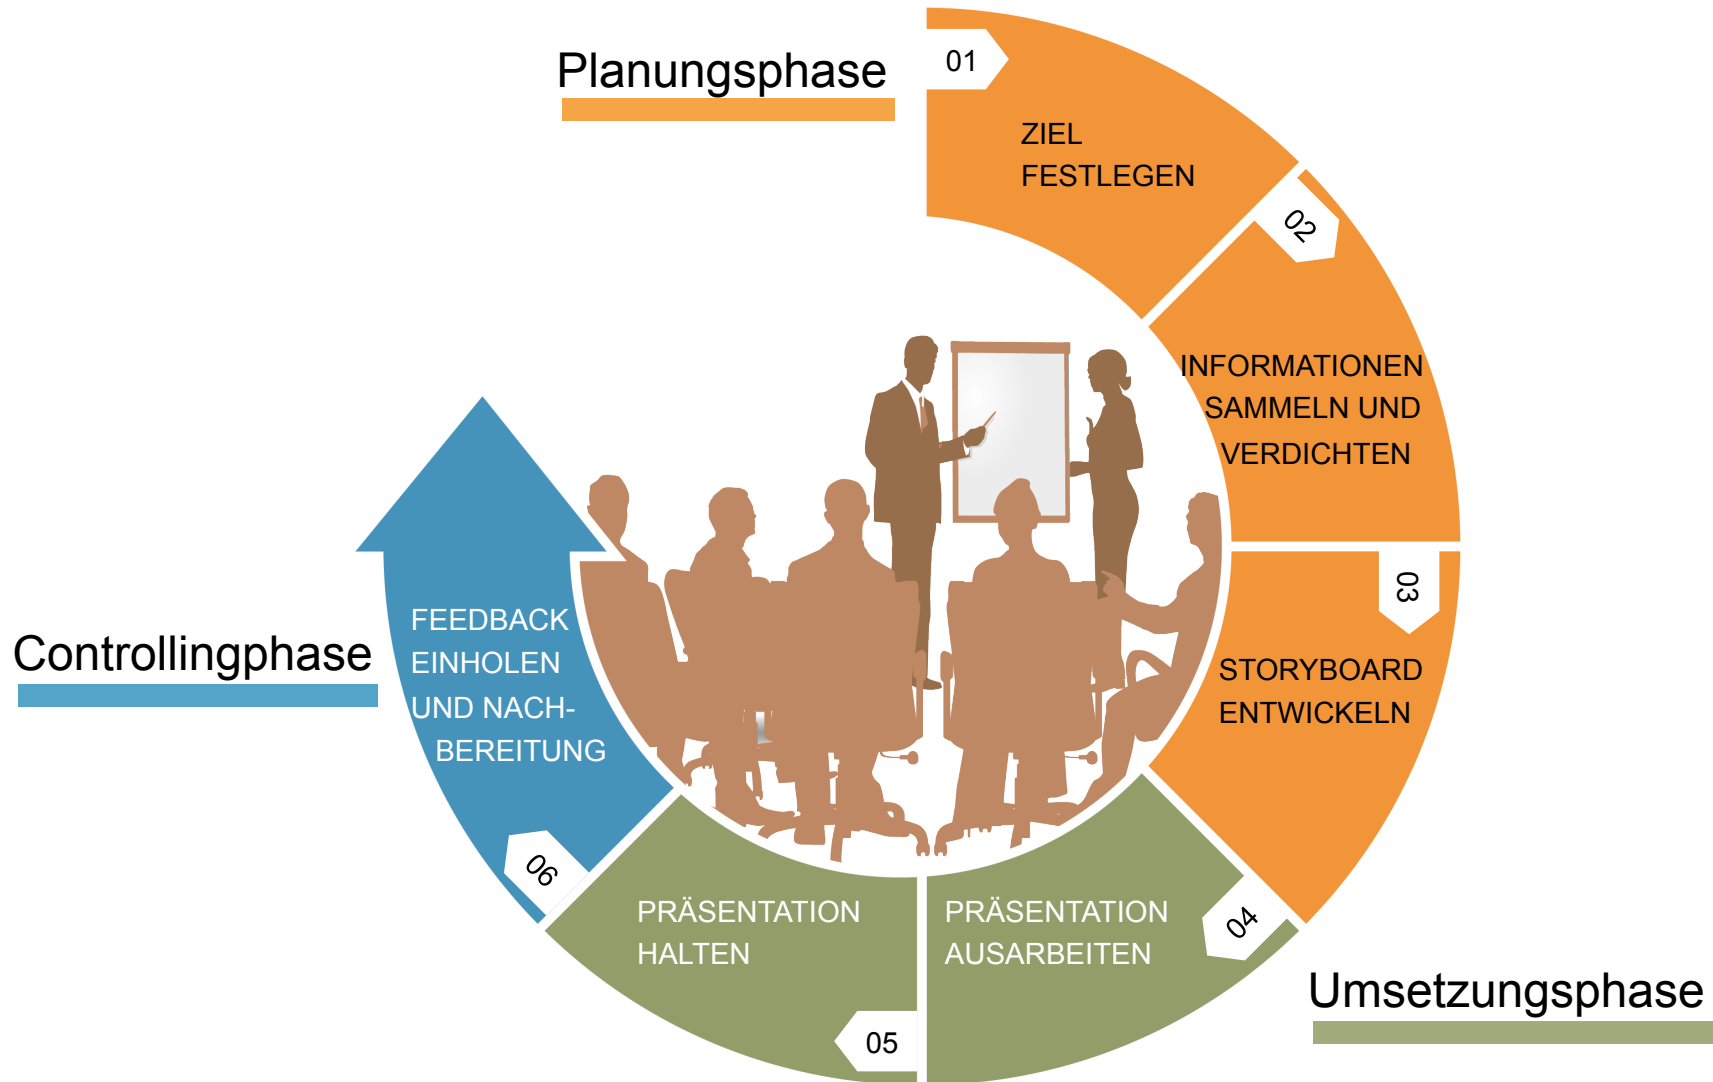 Planungsphase
01
ZIEL
FESTLEGEN
02
INFORMATIONEN
SAMMELN UND
VERDICHTEN
03
STORYBOARD
ENTWICKELN
Umsetzungsphase
04
PRÄSENTATION
AUSARBEITEN
05
PRÄSENTATION
HALTEN
Controllingphase
06
FEEDBACK
EINHOLEN
UND NACH-
BEREITUNG